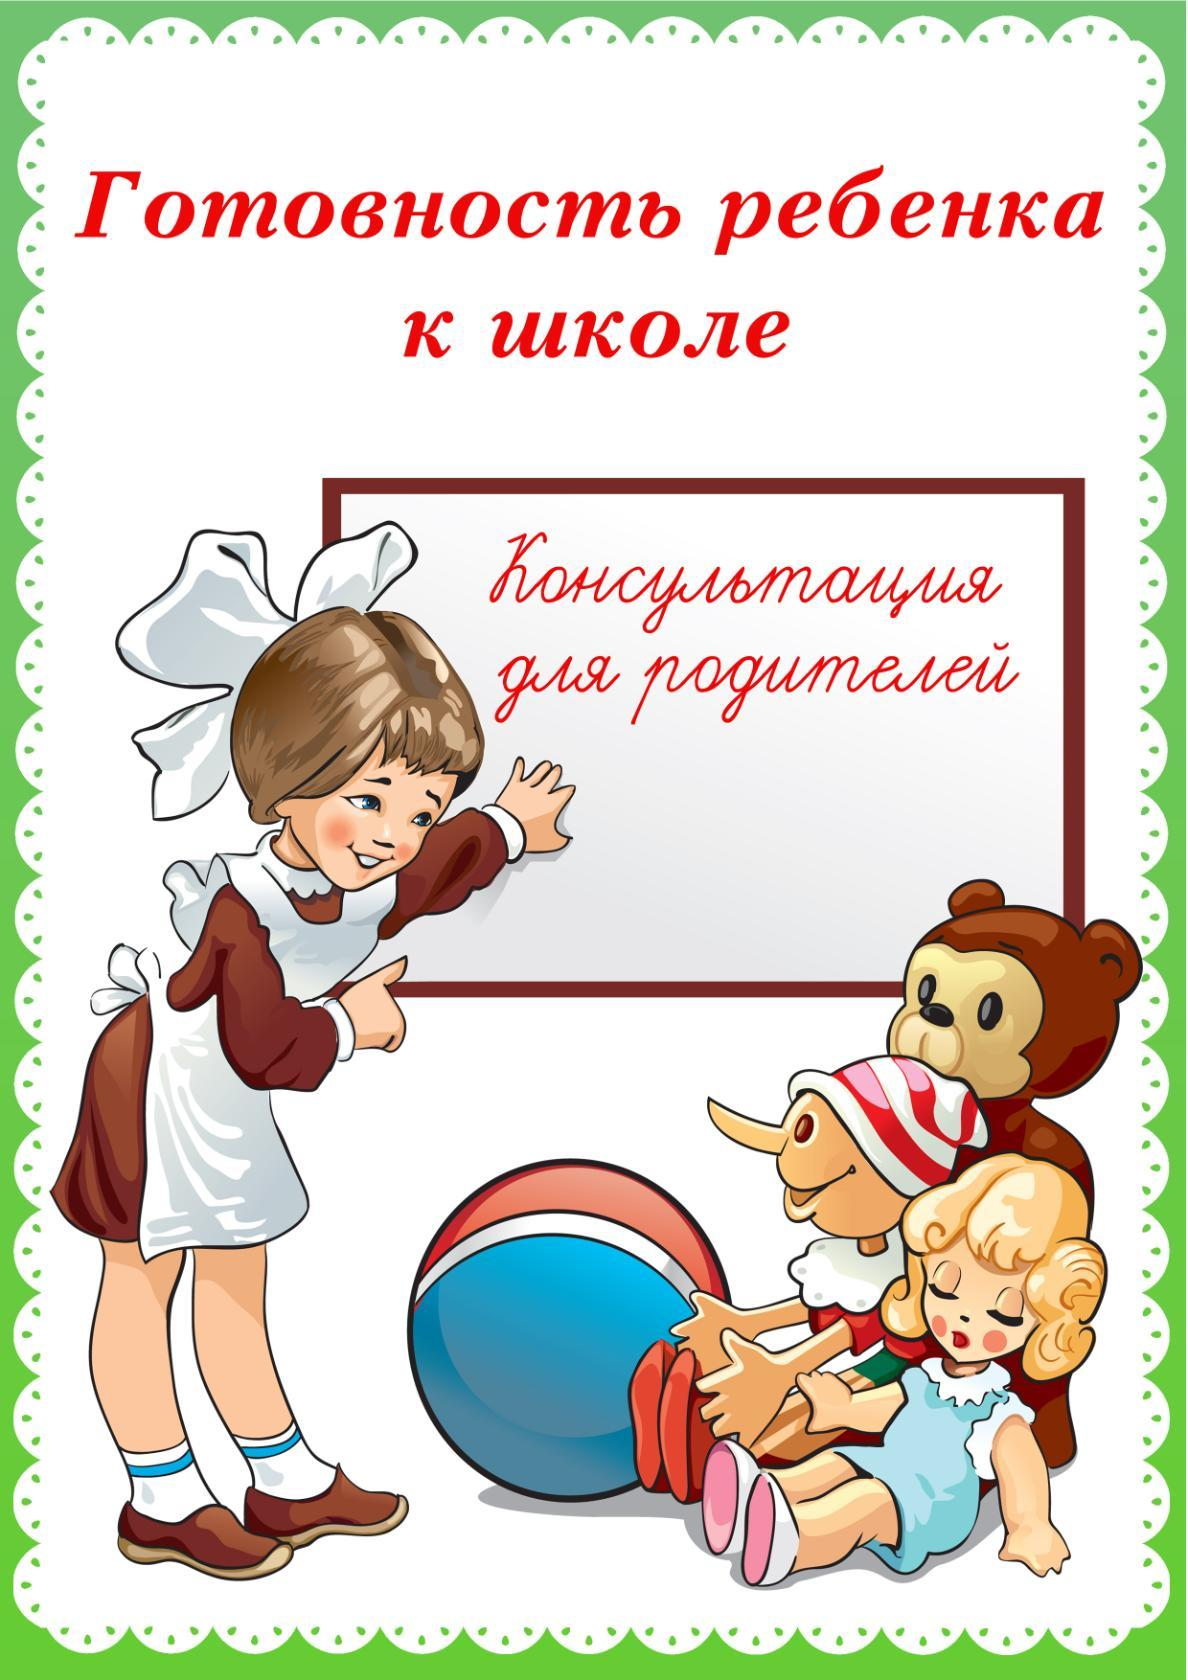 Готовность ребенка
к школе
Консультация
для родителей